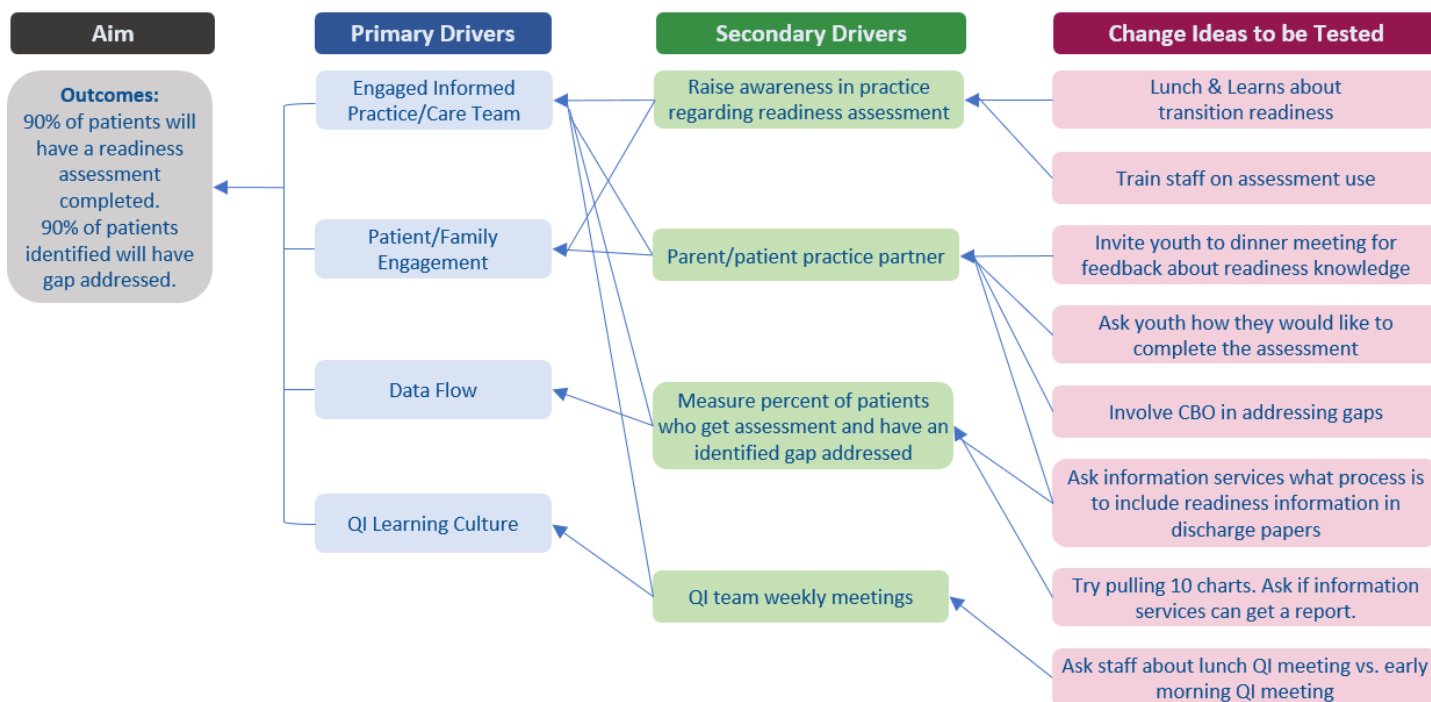 Aim
Primary Drivers
Secondary Drivers
Change Ideas to be Tested
Outcomes:
90% of patients will
have a readiness
assessment
completed.
90% of patients
identified will have
gap addressed.
Engaged Informed
Practice/Care Team
Patient/Family
Engagement
Data Flow
QI Learning Culture
Raise awareness in practice
regarding readiness assessment
Parent/patient practice partner
Measure percent of patients
who get assessment and have an
identified gap addressed
QI team weekly meetings
Lunch & Learns about
transition readiness
Train staff on assessment use
Invite youth to dinner meeting for
feedback about readiness knowledge
Ask youth how they would like to
complete the assessment
Involve CBO in addressing gaps
Ask information services what process is
to include readiness information in
discharge papers
Try pulling 10 charts. Ask if information
services can get a report.
Ask staff about lunch QI meeting vs. early
morning QI meeting